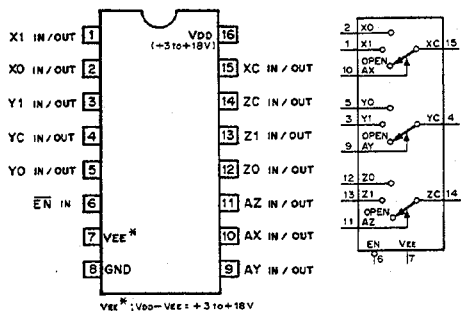 X1 IN/OUT 1
X0 IN/OUT 2
Y1 IN/OUT 3
YC IN/OUT 4
Y0 IN/OUT 5
EN IN 6
7 VEE*
8 GND
VDD 16
(+3 to +18V)
15 XC IN/OUT
14 ZC IN/OUT
13 Z1 IN/OUT
12 Z0 IN/OUT
11 AZ IN/OUT
10 AX IN/OUT
9 AY IN/OUT
VEE* : VDD-VEE = +3 to +18V
2 X0
1 X1 XC 15
OPEN
10 AX
5 Y0
3 Y1 YC 4
OPEN
9 AY
12 Z0
13 Z1 ZC 14
OPEN
11 AZ
EN VEE
6 7